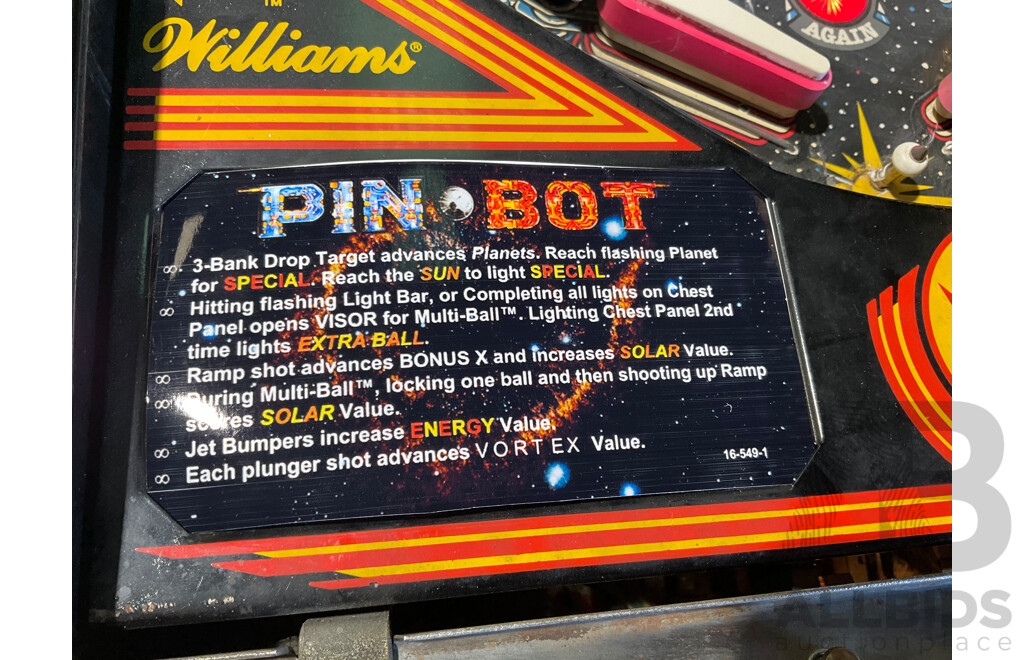 TM
Williams®
AGAIN
PIN·BOT
∞ 3-Bank Drop Target advances Planets. Reach flashing Planet
for SPECIAL. Reach the SUN to light SPECIAL.
∞ Hitting flashing Light Bar, or Completing all lights on Chest
Panel opens VISOR for Multi-Ball™. Lighting Chest Panel 2nd
time lights EXTRA BALL.
∞ Ramp shot advances BONUS X and increases SOLAR Value.
∞ During Multi-Ball™, locking one ball and then shooting up Ramp
scores SOLAR Value.
∞ Jet Bumpers increase ENERGY Value.
∞ Each plunger shot advances VORTEX Value.
16-549-1
B
ALLBIDS
auctionplace